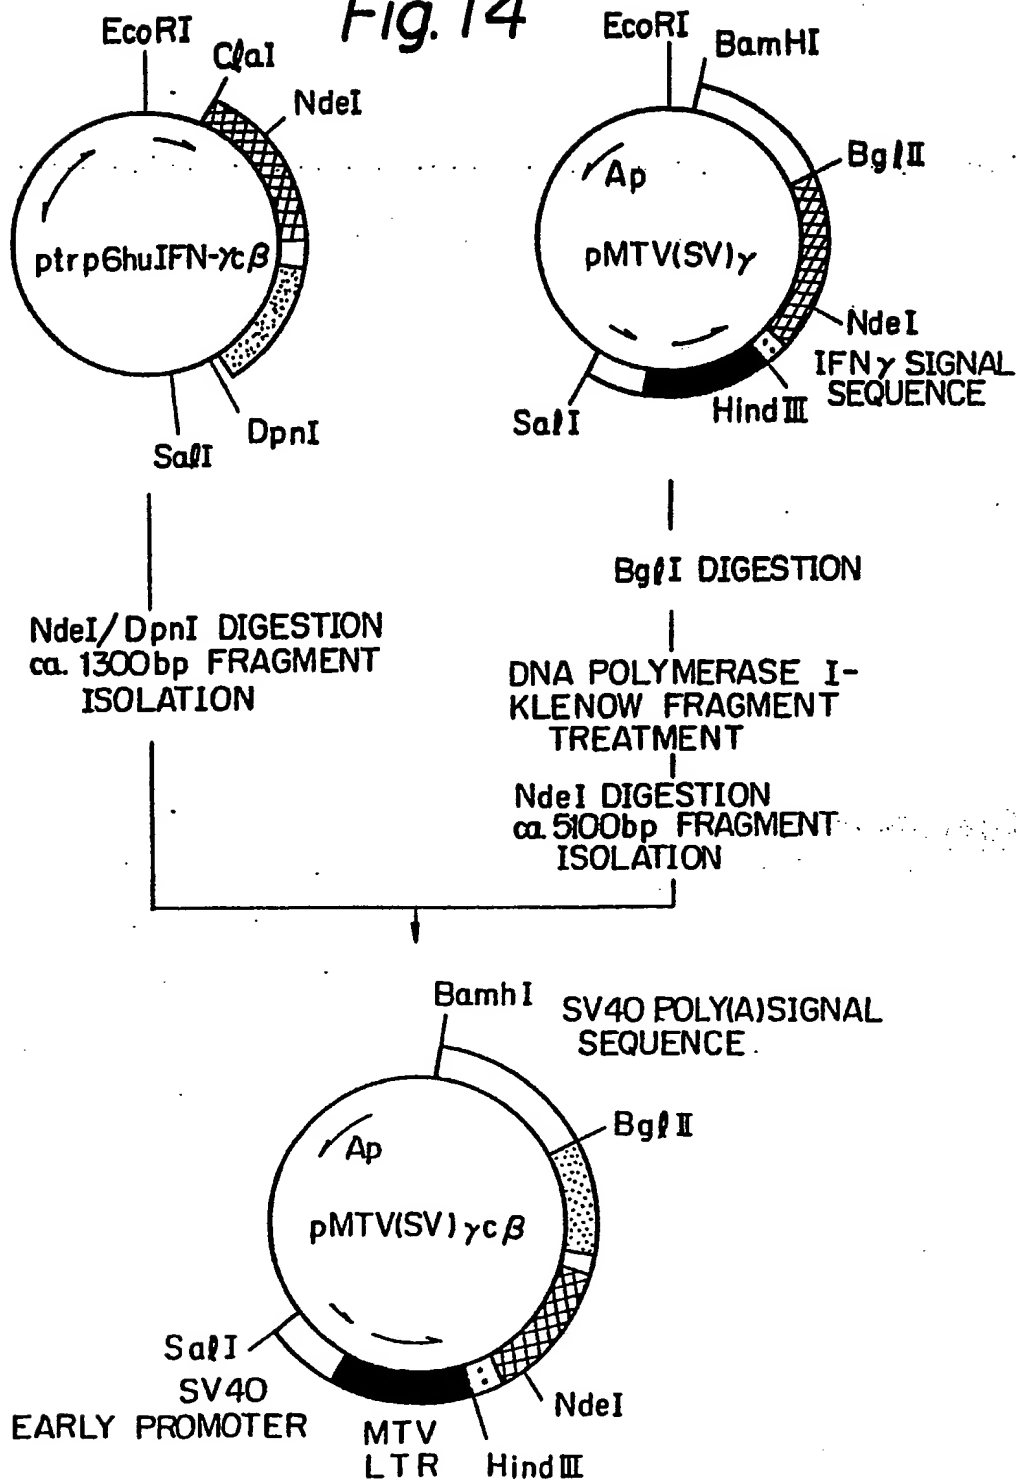 Fig. 14
EcoRI
ClaI
NdeI
ptrp6huIFN-γcβ
DpnI
SalI
EcoRI
BamHI
BglII
Ap
pMTV(SV)γ
NdeI
IFNγ SIGNAL
SEQUENCE
HindIII
SalI
NdeI/DpnI DIGESTION
ca. 1300bp FRAGMENT
ISOLATION
BglI DIGESTION
DNA POLYMERASE I-
KLENOW FRAGMENT
TREATMENT
NdeI DIGESTION
ca. 5100bp FRAGMENT
ISOLATION
BamhI
SV40 POLY(A)SIGNAL
SEQUENCE
BglII
Ap
pMTV(SV)γcβ
SalI
SV40
EARLY PROMOTER
MTV
LTR
HindIII
NdeI